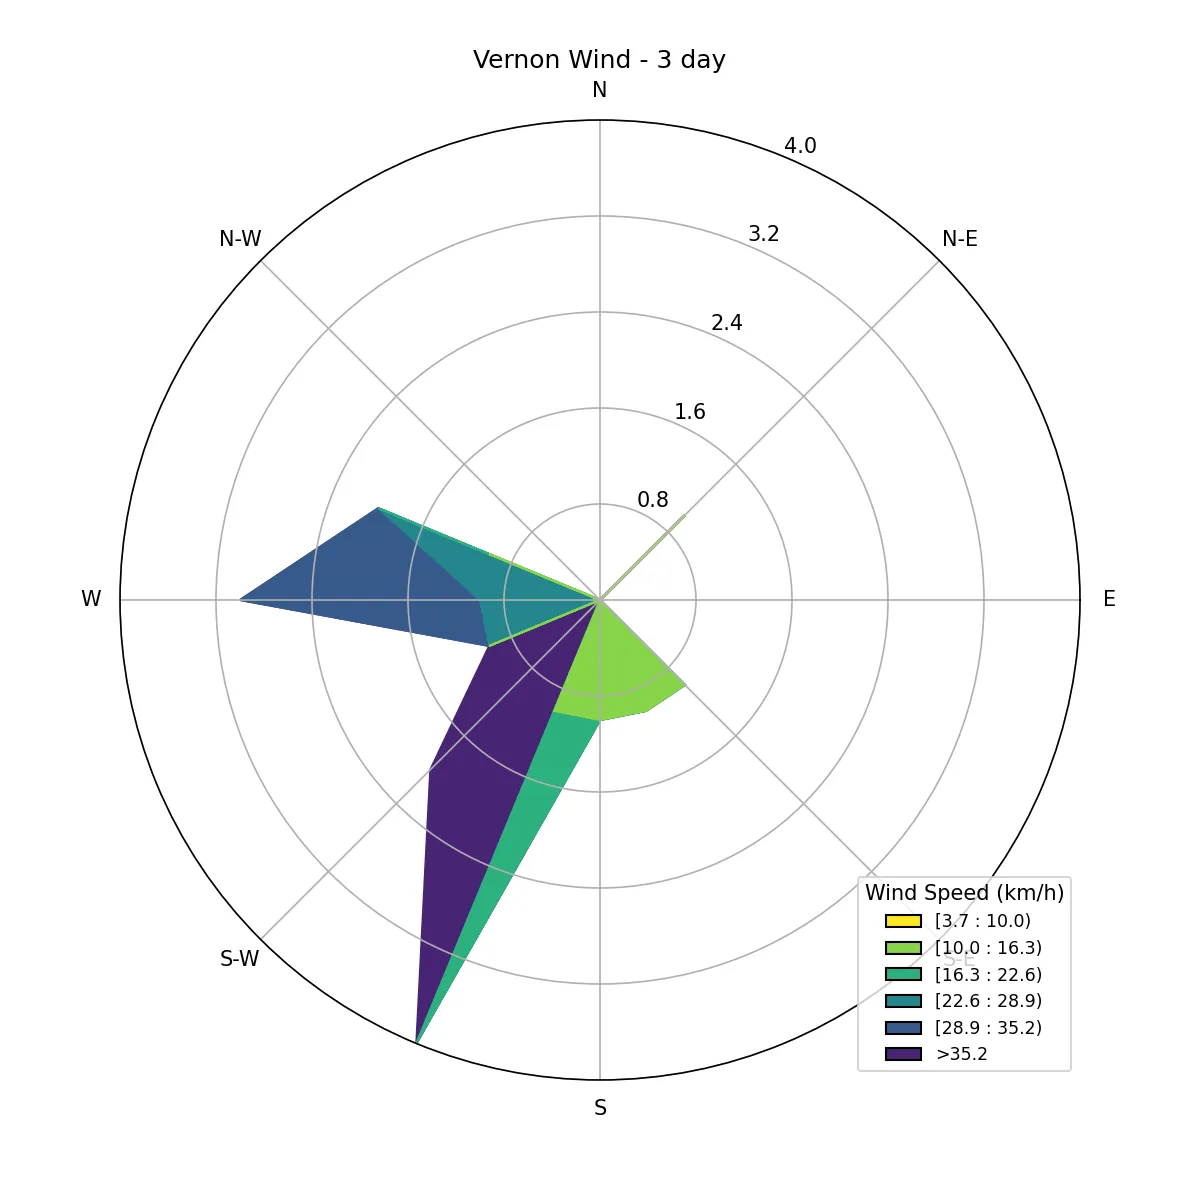 Vernon Wind - 3 day
N
4.0
N-W
3.2
N-E
2.4
1.6
0.8
W
E
S-W
S-E
S
Wind Speed (km/h)
[3.7 : 10.0)
[10.0 : 16.3)
[16.3 : 22.6)
[22.6 : 28.9)
[28.9 : 35.2)
>35.2